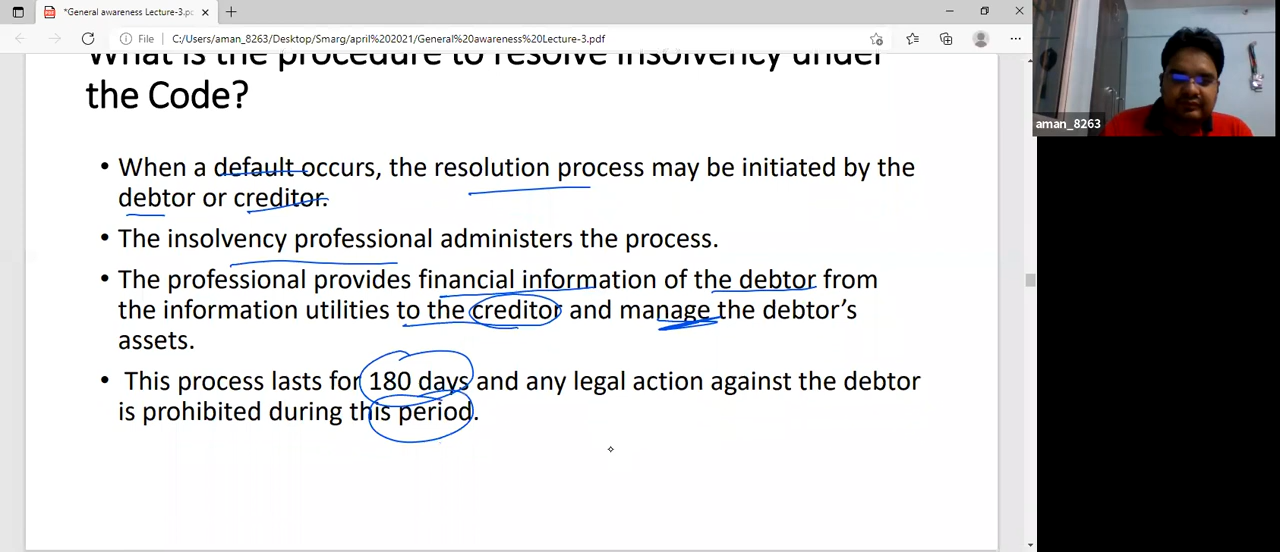 *General awareness Lecture-3.pc
File
C:/Users/aman_8263/Desktop/Smarg/april%202021/General%20awareness%20Lecture-3.pdf
What is the procedure to resolve insolvency under
the Code?
• When a default occurs, the resolution process may be initiated by the
debtor or creditor.
• The insolvency professional administers the process.
• The professional provides financial information of the debtor from
the information utilities to the creditor and manage the debtor's
assets.
• This process lasts for 180 days and any legal action against the debtor
is prohibited during this period.
aman_8263